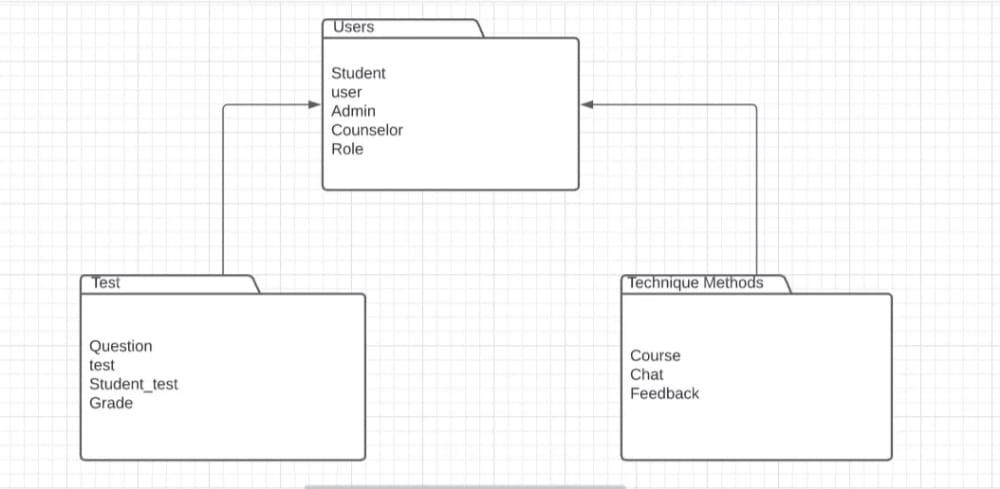 Users
Student
user
Admin
Counselor
Role
Test
Question
test
Student_test
Grade
Technique Methods
Course
Chat
Feedback